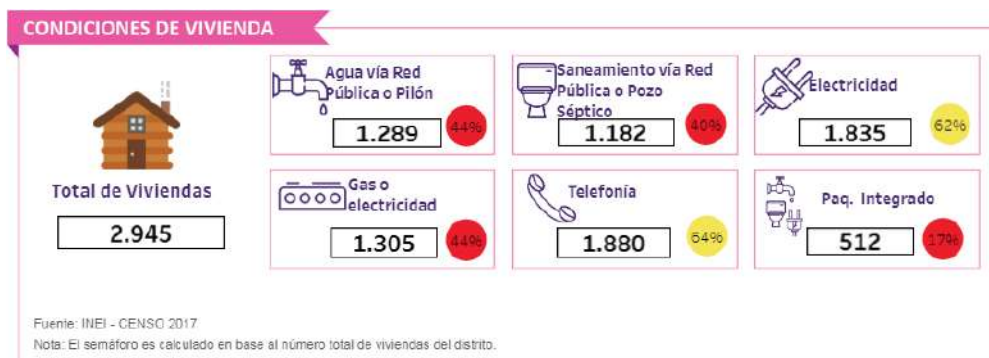 CONDICIONES DE VIVIENDA
Total de Viviendas
2.945
Agua vía Red
Pública o Pilón
1.289
44%
Saneamiento vía Red
Pública o Pozo
Séptico
1.182
40%
Electricidad
1.835
62%
Gas o
electricidad
1.305
44%
Telefonía
1.880
64%
Paq. Integrado
512
17%
Fuente: INEI - CENSO 2017
Nota: El semáforo es calculado en base al número total de viviendas del distrito.